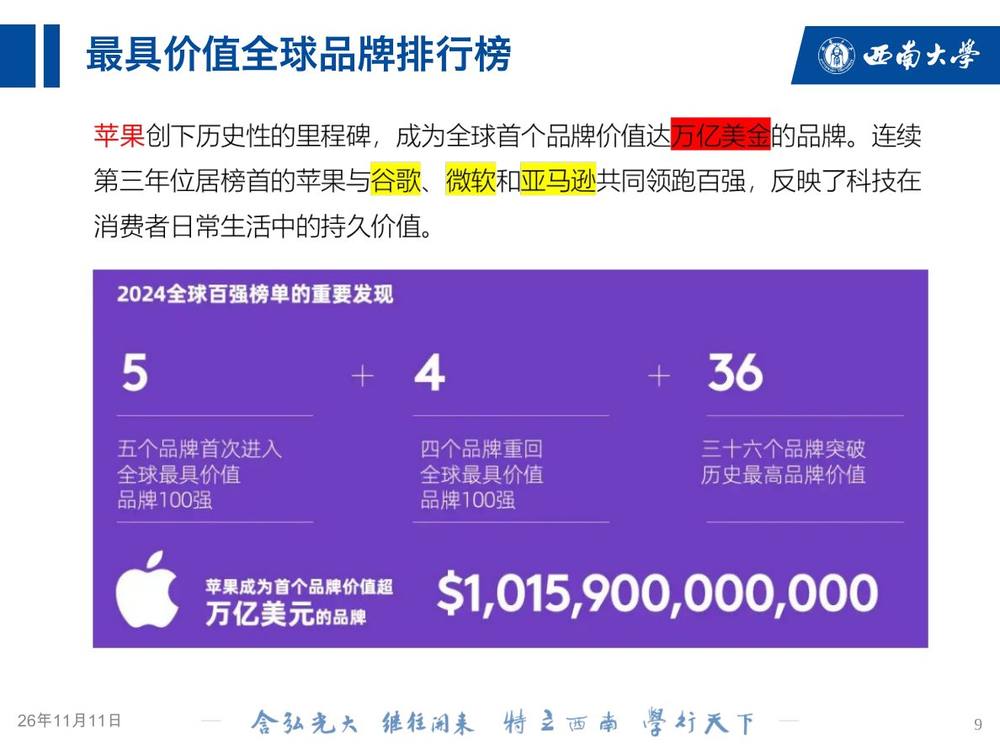 最具价值全球品牌排行榜
西南大学
苹果创下历史性的里程碑，成为全球首个品牌价值达万亿美金的品牌。连续
第三年位居榜首的苹果与谷歌、微软和亚马逊共同领跑百强，反映了科技在
消费者日常生活中的持久价值。
2024全球百强榜单的重要发现
5 + 4 + 36
五个品牌首次进入
全球最具价值
品牌100强
四个品牌重回
全球最具价值
品牌100强
三十六个品牌突破
历史最高品牌价值
苹果成为首个品牌价值超
万亿美元的品牌
$1,015,900,000,000
26年11月11日
含弘光大 继往开来 特立西南 学行天下
9